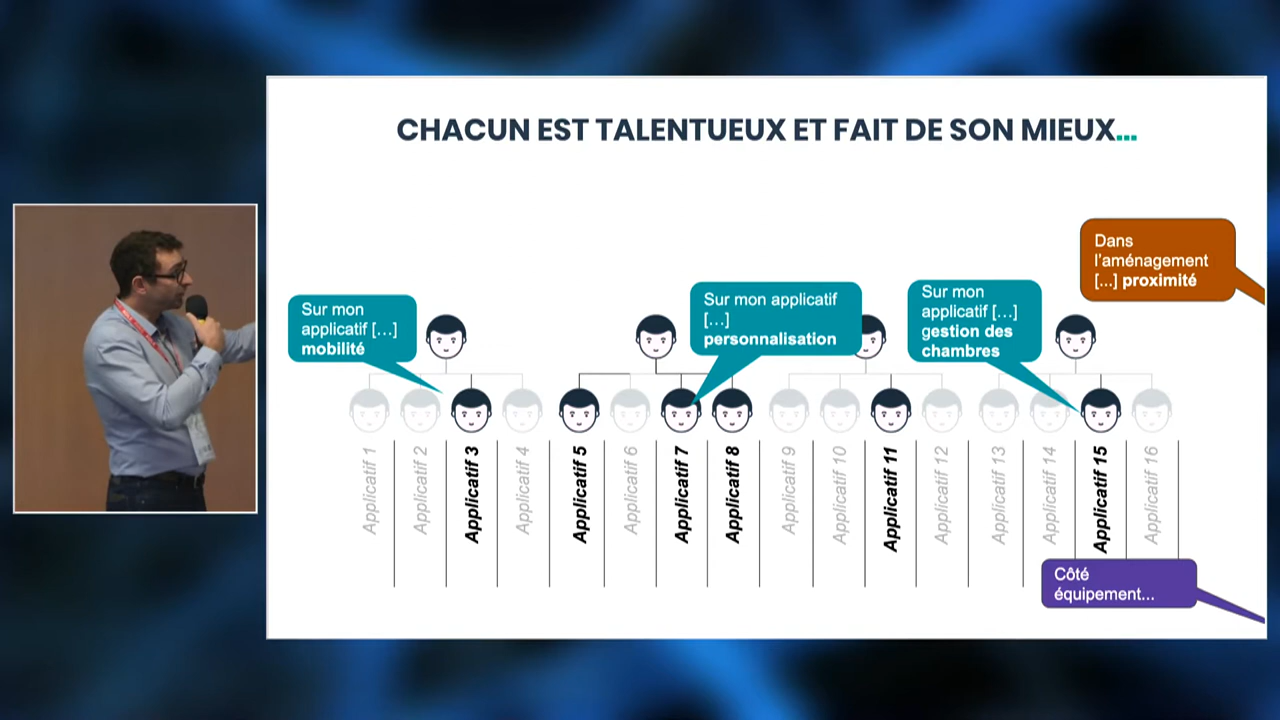 CHACUN EST TALENTUEUX ET FAIT DE SON MIEUX...
Dans
l'aménagement
[...] proximité
Sur mon
applicatif […]
mobilité
Sur mon applicatif
[…]
personnalisation
Sur mon
applicatif […]
gestion des
chambres
Applicatif 1
Applicatif 2
Applicatif 3
Applicatif 4
Applicatif 5
Applicatif 6
Applicatif 7
Applicatif 8
Applicatif 9
Applicatif 10
Applicatif 11
Applicatif 12
Applicatif 13
Applicatif 14
Applicatif 15
Applicatif 16
Côté
équipement...